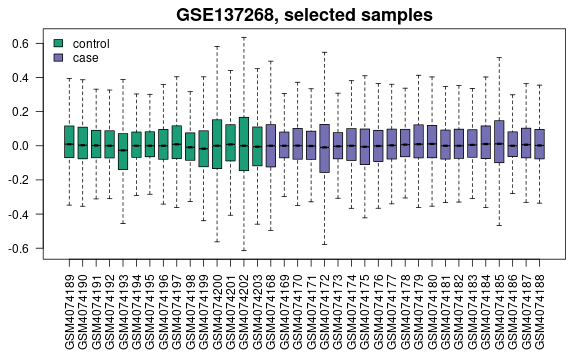 GSE137268, selected samples
control
case
0.6
0.4
0.2
0.0
-0.2
-0.4
-0.6
GSM4074189
GSM4074190
GSM4074191
GSM4074192
GSM4074193
GSM4074194
GSM4074195
GSM4074196
GSM4074197
GSM4074198
GSM4074199
GSM4074200
GSM4074201
GSM4074202
GSM4074203
GSM4074168
GSM4074169
GSM4074170
GSM4074171
GSM4074172
GSM4074173
GSM4074174
GSM4074175
GSM4074176
GSM4074177
GSM4074178
GSM4074179
GSM4074180
GSM4074181
GSM4074182
GSM4074183
GSM4074184
GSM4074185
GSM4074186
GSM4074187
GSM4074188